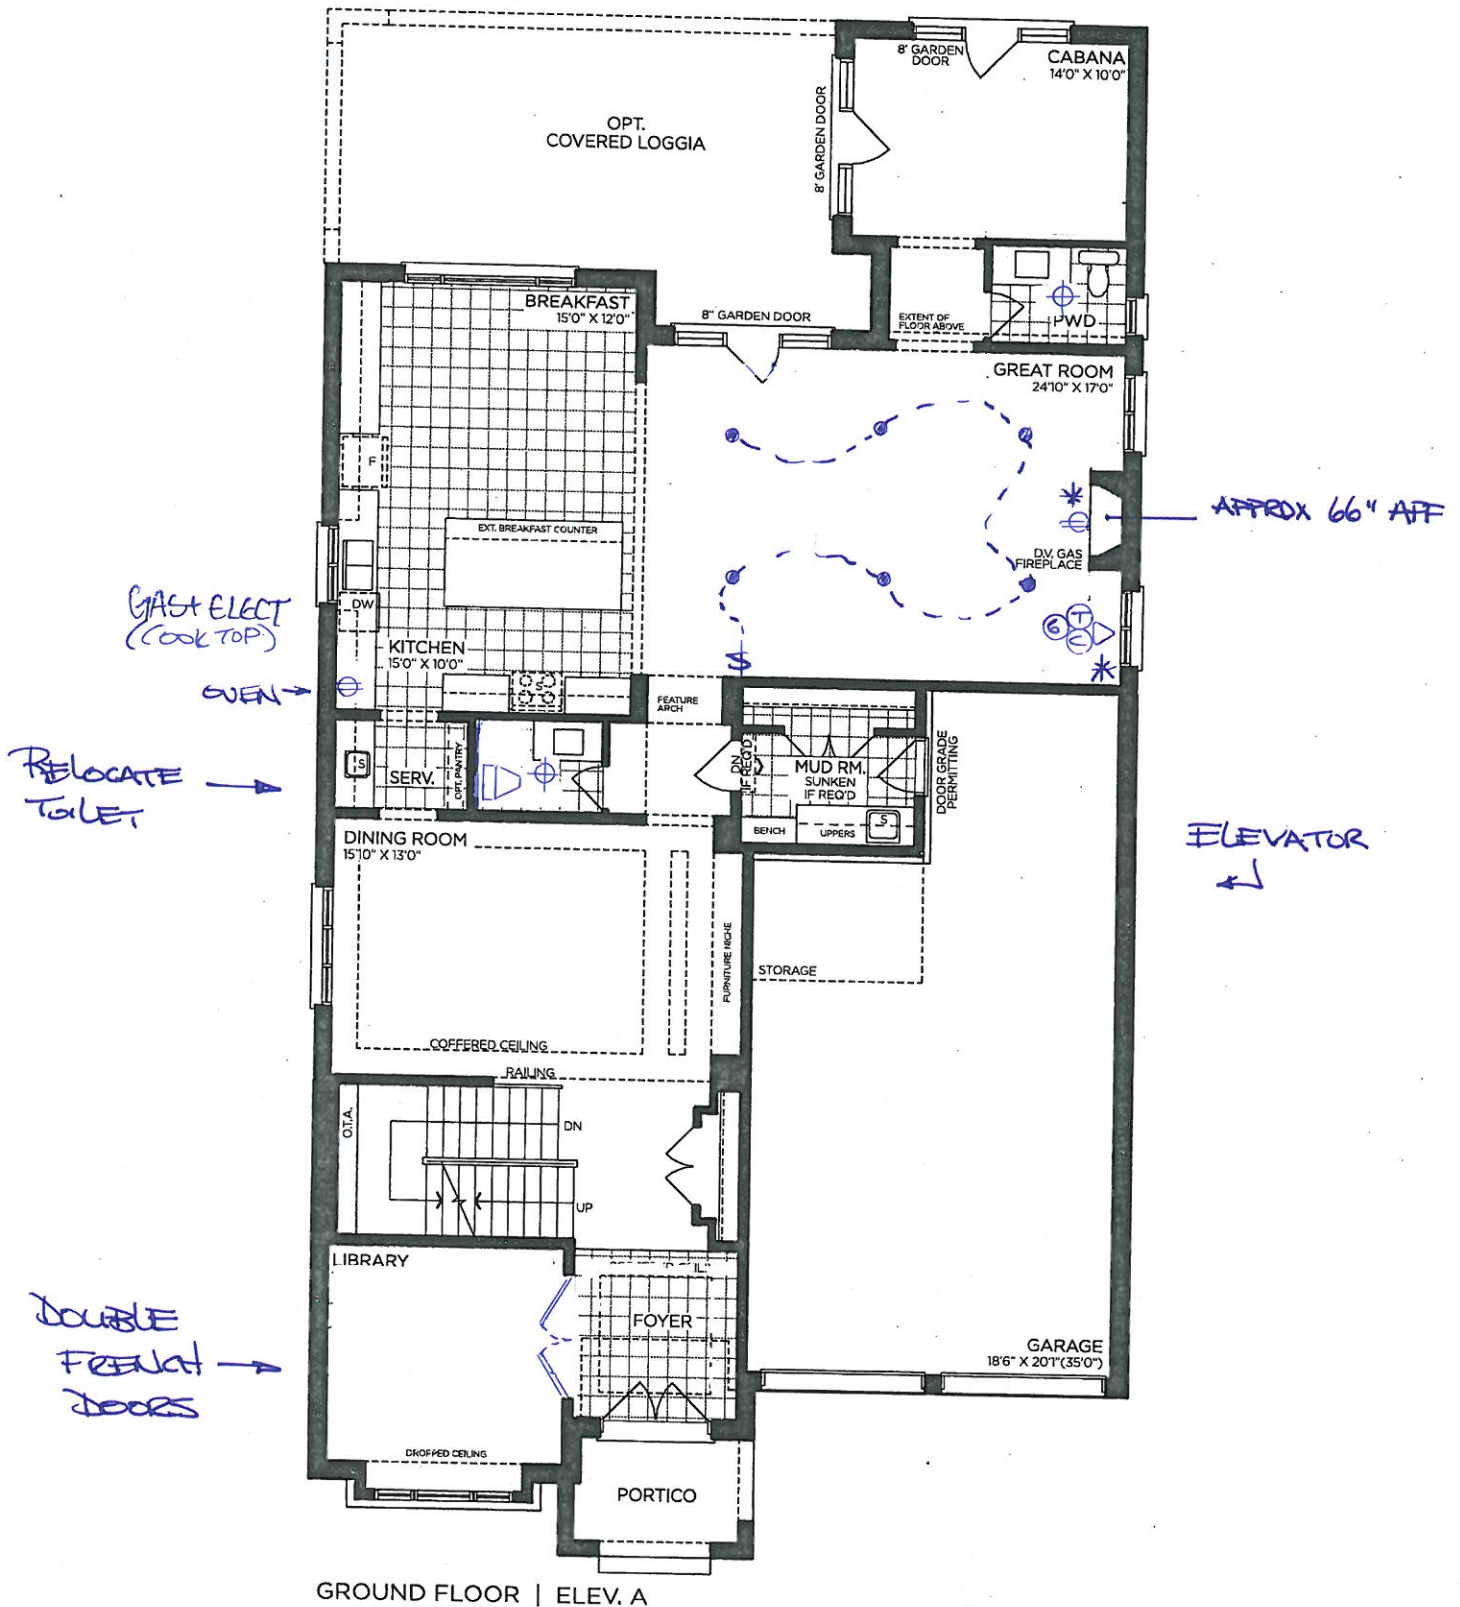 8' GARDEN
DOOR
CABANA
14'0" X 10'0"
OPT.
COVERED LOGGIA
8' GARDEN DOOR
BREAKFAST
15'0" X 12'0"
8" GARDEN DOOR
EXTENT OF
FLOOR ABOVE
PWD
GREAT ROOM
24'10" X 17'0"
F
EXT. BREAKFAST COUNTER
APPROX 66" AFF
D.V. GAS
FIREPLACE
GAS + ELECT
(COOK TOP)
DW
6
T
C
KITCHEN
15'0" X 10'0"
$
OVEN
S
FEATURE
ARCH
RELOCATE
TOILET
S
SERV.
OPT. PANTRY
DN
IF REQ'D
MUD RM.
SUNKEN
IF REQ'D
DOOR GRADE
PERMITTING
BENCH
UPPERS
S
ELEVATOR
DINING ROOM
15'10" X 13'0"
FURNITURE NICHE
STORAGE
COFFERED CEILING
RAILING
O.T.A.
DN
UP
LIBRARY
DOUBLE
FRENCH
DOORS
FOYER
GARAGE
18'6" X 20'1"(35'0")
DROPPED CEILING
PORTICO
GROUND FLOOR | ELEV. A